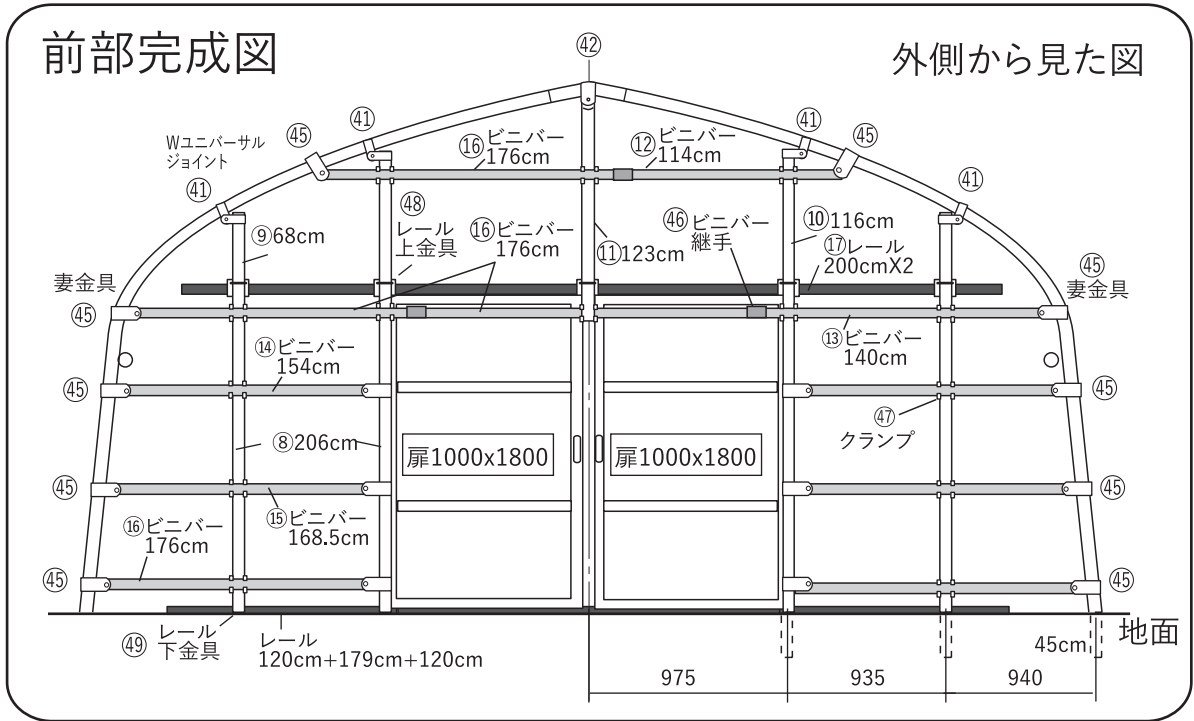 前部完成図
外側から見た図
㊷
㊶
㊺
Wユニバーサル
ジョイント
⑯ビニバー
176cm
⑫ビニバー
114cm
㊶
㊺
㊶
㊶
⑨68cm
㊽
レール
上金具
⑯ビニバー
176cm
⑪123cm
㊻ビニバー
継手
⑩116cm
⑰レール
200cmX2
妻金具
㊺
㊺
妻金具
⑭ビニバー
154cm
⑬ビニバー
140cm
㊺
㊺
㊼
クランプ
⑧206cm
扉1000x1800
扉1000x1800
㊺
㊺
⑮ビニバー
168.5cm
⑯ビニバー
176cm
㊺
㊺
㊾
レール
下金具
レール
120cm+179cm+120cm
45cm
地面
975
935
940